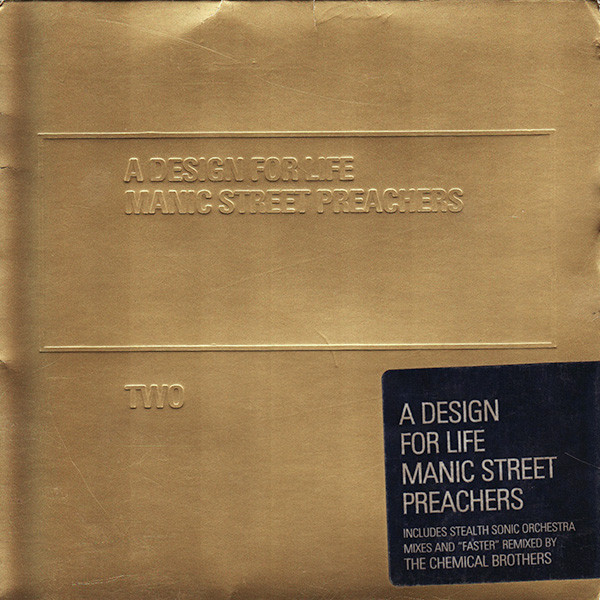 A DESIGN FOR LIFE
MANIC STREET PREACHERS
TWO
A DESIGN
FOR LIFE
MANIC STREET
PREACHERS
INCLUDES STEALTH SONIC ORCHESTRA
MIXES AND "FASTER" REMIXED BY
THE CHEMICAL BROTHERS